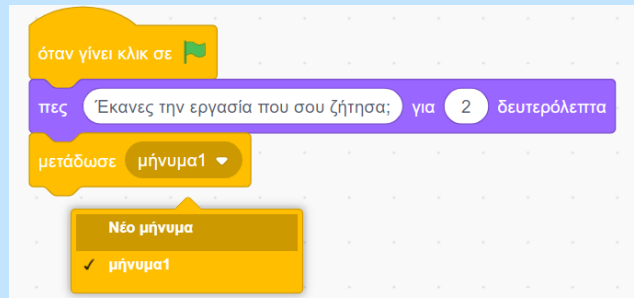 όταν γίνει κλικ σε
πες Έκανες την εργασία που σου ζήτησα; για 2 δευτερόλεπτα
μετάδωσε μήνυμα1
Νέο μήνυμα
✓ μήνυμα1